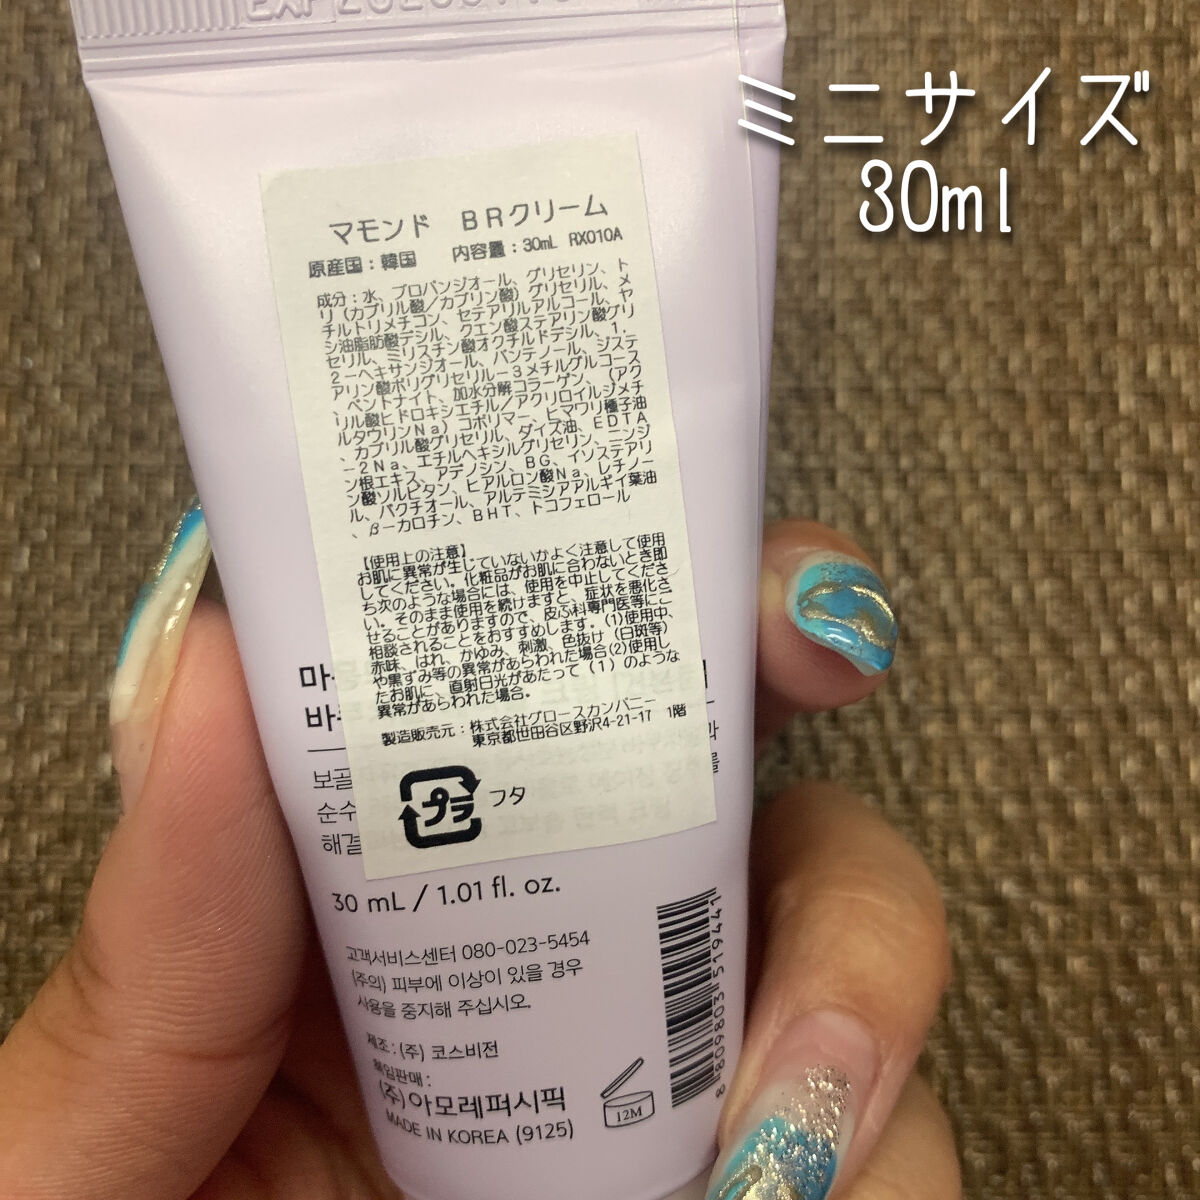 ミニサイズ
30ml
マモンド　BRクリーム
原産国：韓国　内容量：30mL　RX010A
成分：水、プロパンジオール、グリセリン、ト
リ（カプリル酸／カプリン酸）グリセリル、メ
チルトリメチコン、セテアリルアルコール、ヤ
シ油脂肪酸デシル、クエン酸ステアリン酸グリ
セリル、ミリスチン酸オクチルドデシル、1.
2－ヘキサンジオール、パンテノール、ジステ
アリン酸ポリグリセリル－3メチルグルコース
、ベントナイト、加水分解コラーゲン、（アク
リル酸ヒドロキシエチル／アクリロイルジメチ
ルタウリンNa）コポリマー、ヒマワリ種子油
、カプリル酸グリセリル、ダイズ油、EDTA
－2Na、エチルヘキシルグリセリン、ニンジ
ン根エキス、アデノシン、BG、イソステアリ
ン酸ソルビタン、ヒアルロン酸Na、レチノー
ル、バクチオール、アルテミシアアルギイ葉油
、β－カロチン、BHT、トコフェロール
【使用上の注意】
お肌に異常が生じていないかよく注意して使用
してください。化粧品がお肌に合わないとき即
ち次のような場合には、使用を中止してくださ
い。そのまま使用を続けますと、症状を悪化さ
せることがありますので、皮ふ科専門医等にご
相談されることをおすすめします。(1)使用中、
赤味、はれ、かゆみ、刺激、色抜け（白斑等）
や黒ずみ等の異常があらわれた場合(2)使用し
たお肌に、直射日光があたって（1）のような
異常があらわれた場合。
製造販売元：株式会社グロースカンパニー
東京都世田谷区野沢4-21-17　1階
プラ
フタ
보골
순수
해결
30 mL / 1.01 fl. oz.
고객서비스센터 080-023-5454
(주의) 피부에 이상이 있을 경우
사용을 중지해 주십시오.
제조: (주) 코스비전
책임판매 :
(주)아모레퍼시픽
MADE IN KOREA (9125)
12M
8 809803 519441